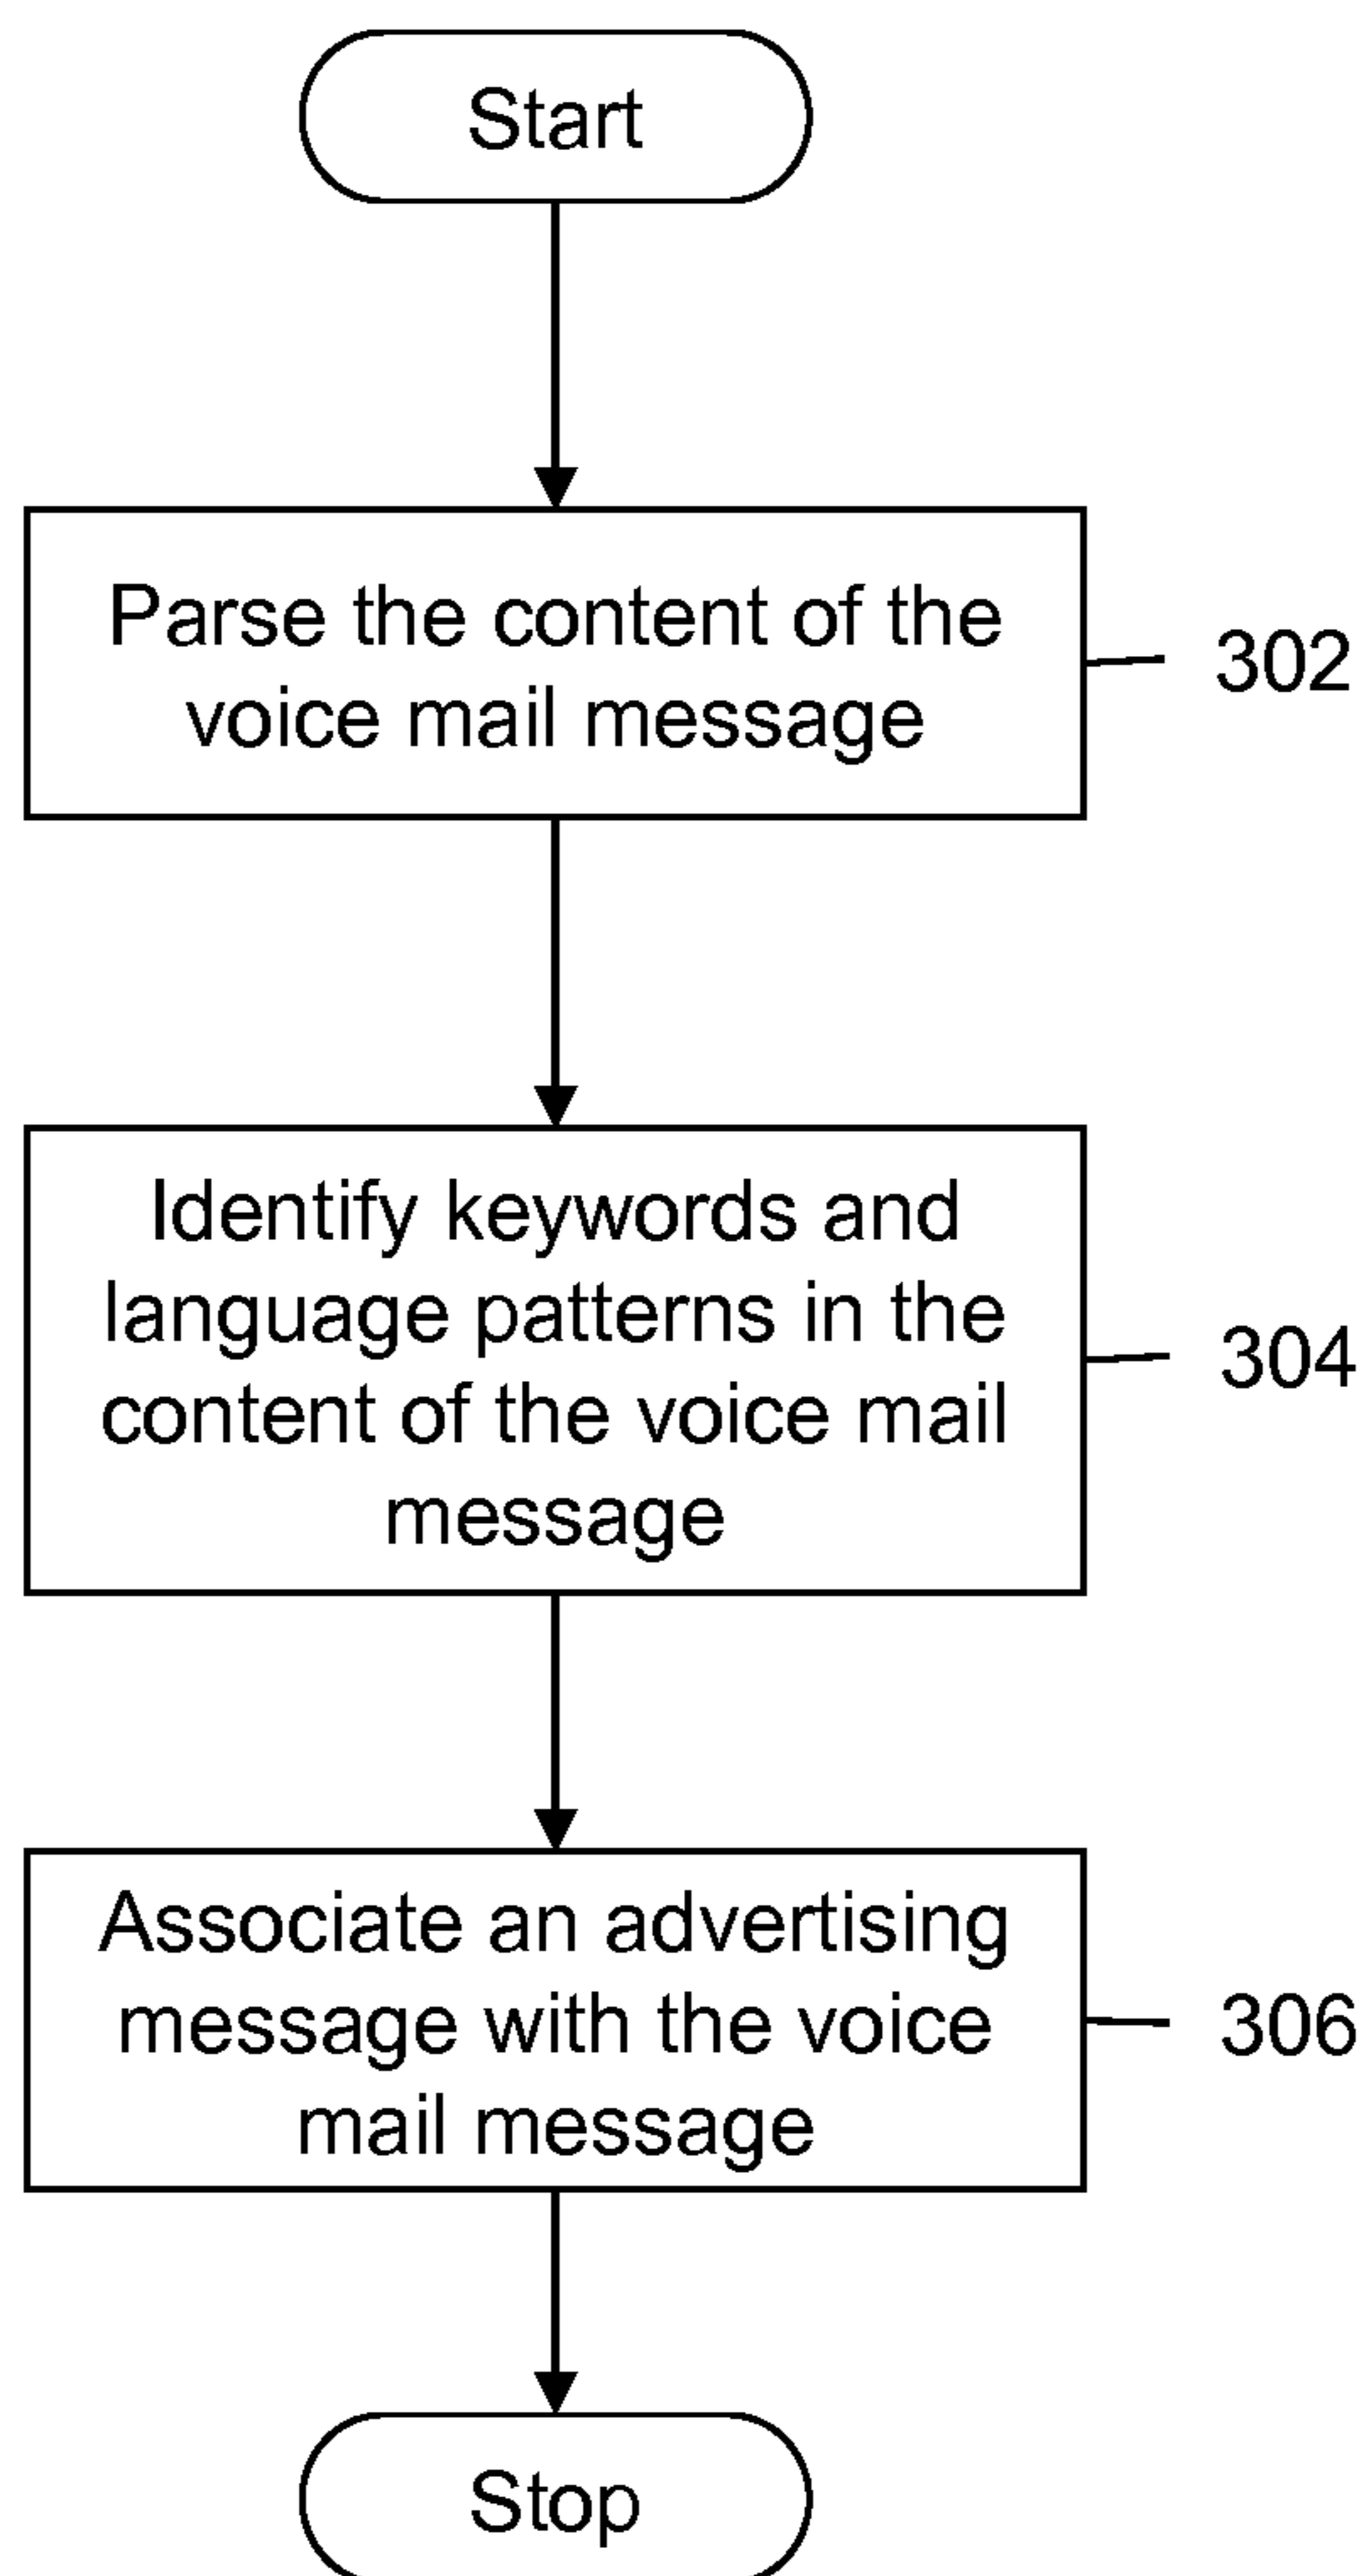 Start
Parse the content of the
voice mail message
302
Identify keywords and
language patterns in the
content of the voice mail
message
304
Associate an advertising
message with the voice
mail message
306
Stop